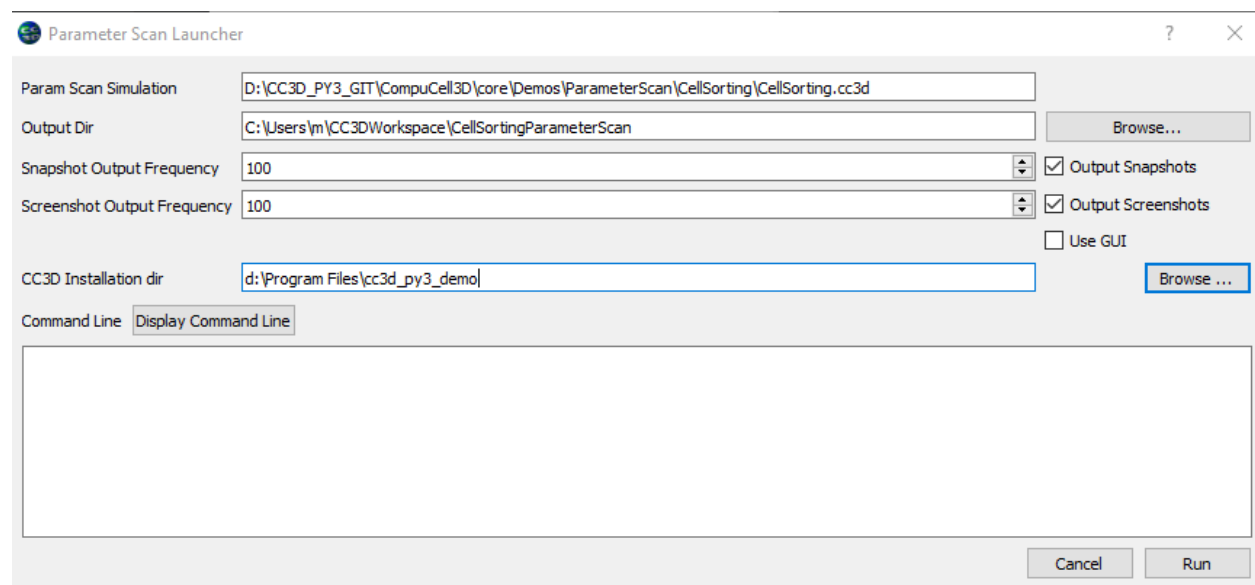 Parameter Scan Launcher ?
Param Scan Simulation D:\CC3D_PY3_GIT\CompuCell3D\core\Demos\ParameterScan\CellSorting\CellSorting.cc3d
Output Dir C:\Users\m\CC3DWorkspace\CellSortingParameterScan Browse...
Snapshot Output Frequency 100 Output Snapshots
Screenshot Output Frequency 100 Output Screenshots
Use GUI
CC3D Installation dir d:\Program Files\cc3d_py3_demo Browse ...
Command Line Display Command Line
Cancel Run